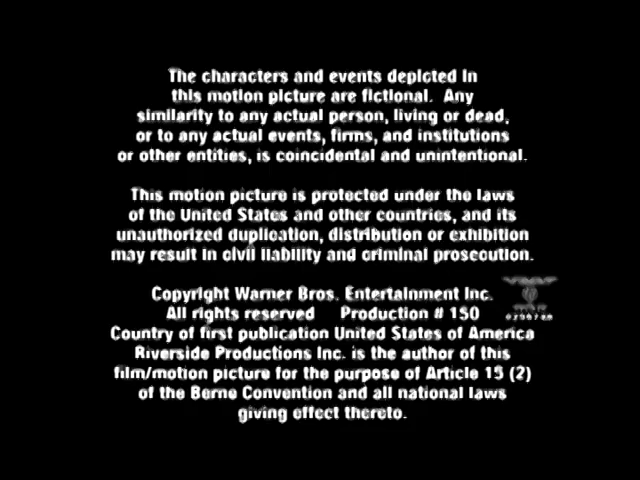 The characters and events depicted in
this motion picture are fictional. Any
similarity to any actual person, living or dead,
or to any actual events, firms, and institutions
or other entities, is coincidental and unintentional.
This motion picture is protected under the laws
of the United States and other countries, and its
unauthorized duplication, distribution or exhibition
may result in civil liability and criminal prosecution.
Copyright Warner Bros. Entertainment Inc.
All rights reserved Production # 150
Country of first publication United States of America
Riverside Productions Inc. is the author of this
film/motion picture for the purpose of Article 15 (2)
of the Berne Convention and all national laws
giving effect thereto.